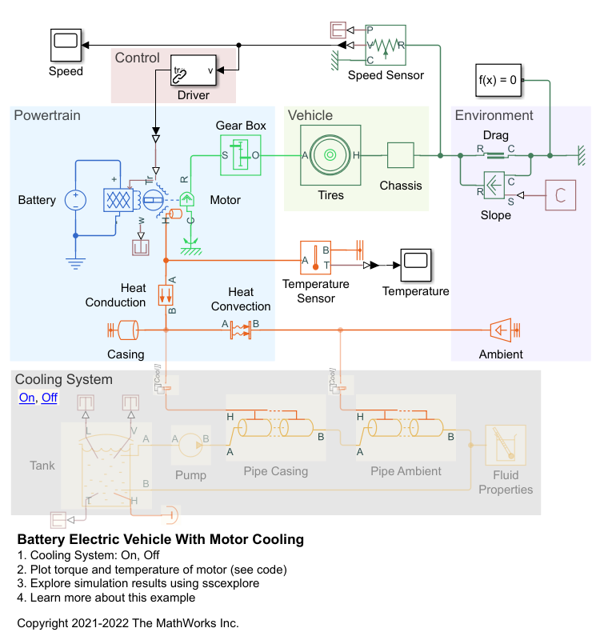 P
V
R
C
Speed
Control
tr
v
Driver
Speed Sensor
f(x) = 0
Powertrain
Vehicle
Environment
Gear Box
Drag
S
O
A
H
R
C
R
C
S
C
Slope
Tires
Chassis
Battery
+
-
Tr
w
H
R
C
Motor
A
B
T
Temperature
Sensor
Temperature
Heat
Conduction
A
B
Heat
Convection
A
B
Casing
Ambient
Cooling System
On, Off
L
V
A
B
T
H
Tank
A
B
Pump
H
A
B
Pipe Casing
H
A
B
Pipe Ambient
Fluid
Properties
Battery Electric Vehicle With Motor Cooling
1. Cooling System: On, Off
2. Plot torque and temperature of motor (see code)
3. Explore simulation results using sscexplore
4. Learn more about this example
Copyright 2021-2022 The MathWorks Inc.